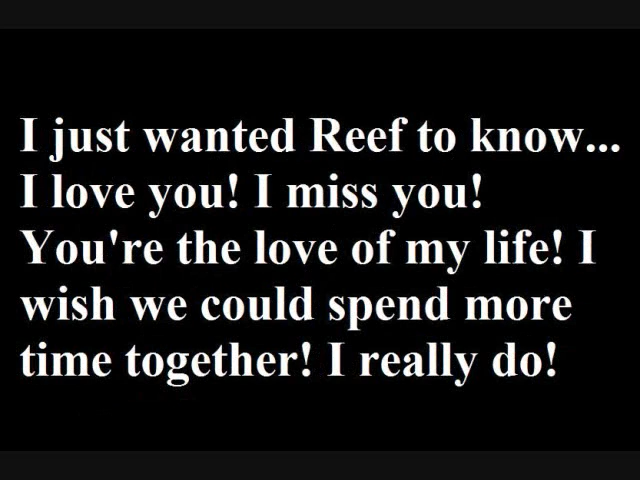 I just wanted Reef to know...
I love you! I miss you!
You're the love of my life! I
wish we could spend more
time together! I really do!